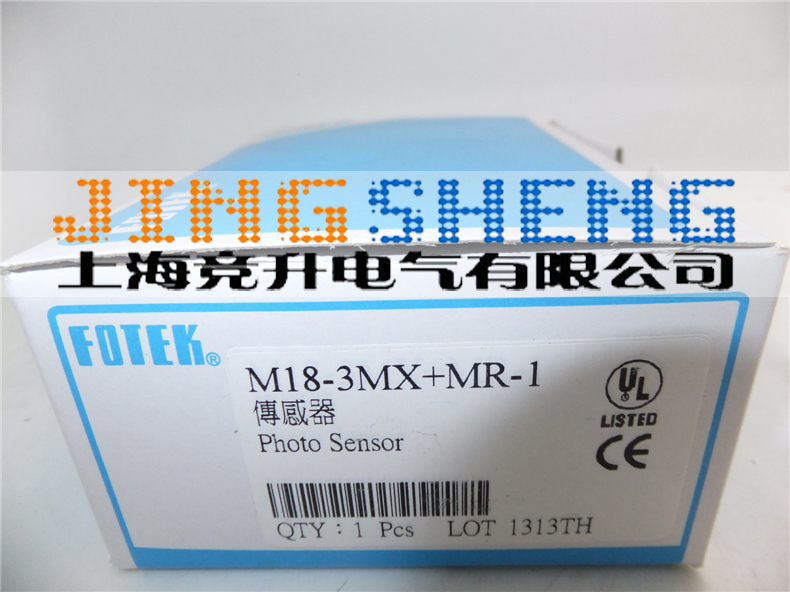 JINGSHENG
上海竞升电气有限公司
FOTEK®
M18-3MX+MR-1
傳感器
Photo Sensor
UL
LISTED
CE
QTY : 1 Pcs LOT 1313TH